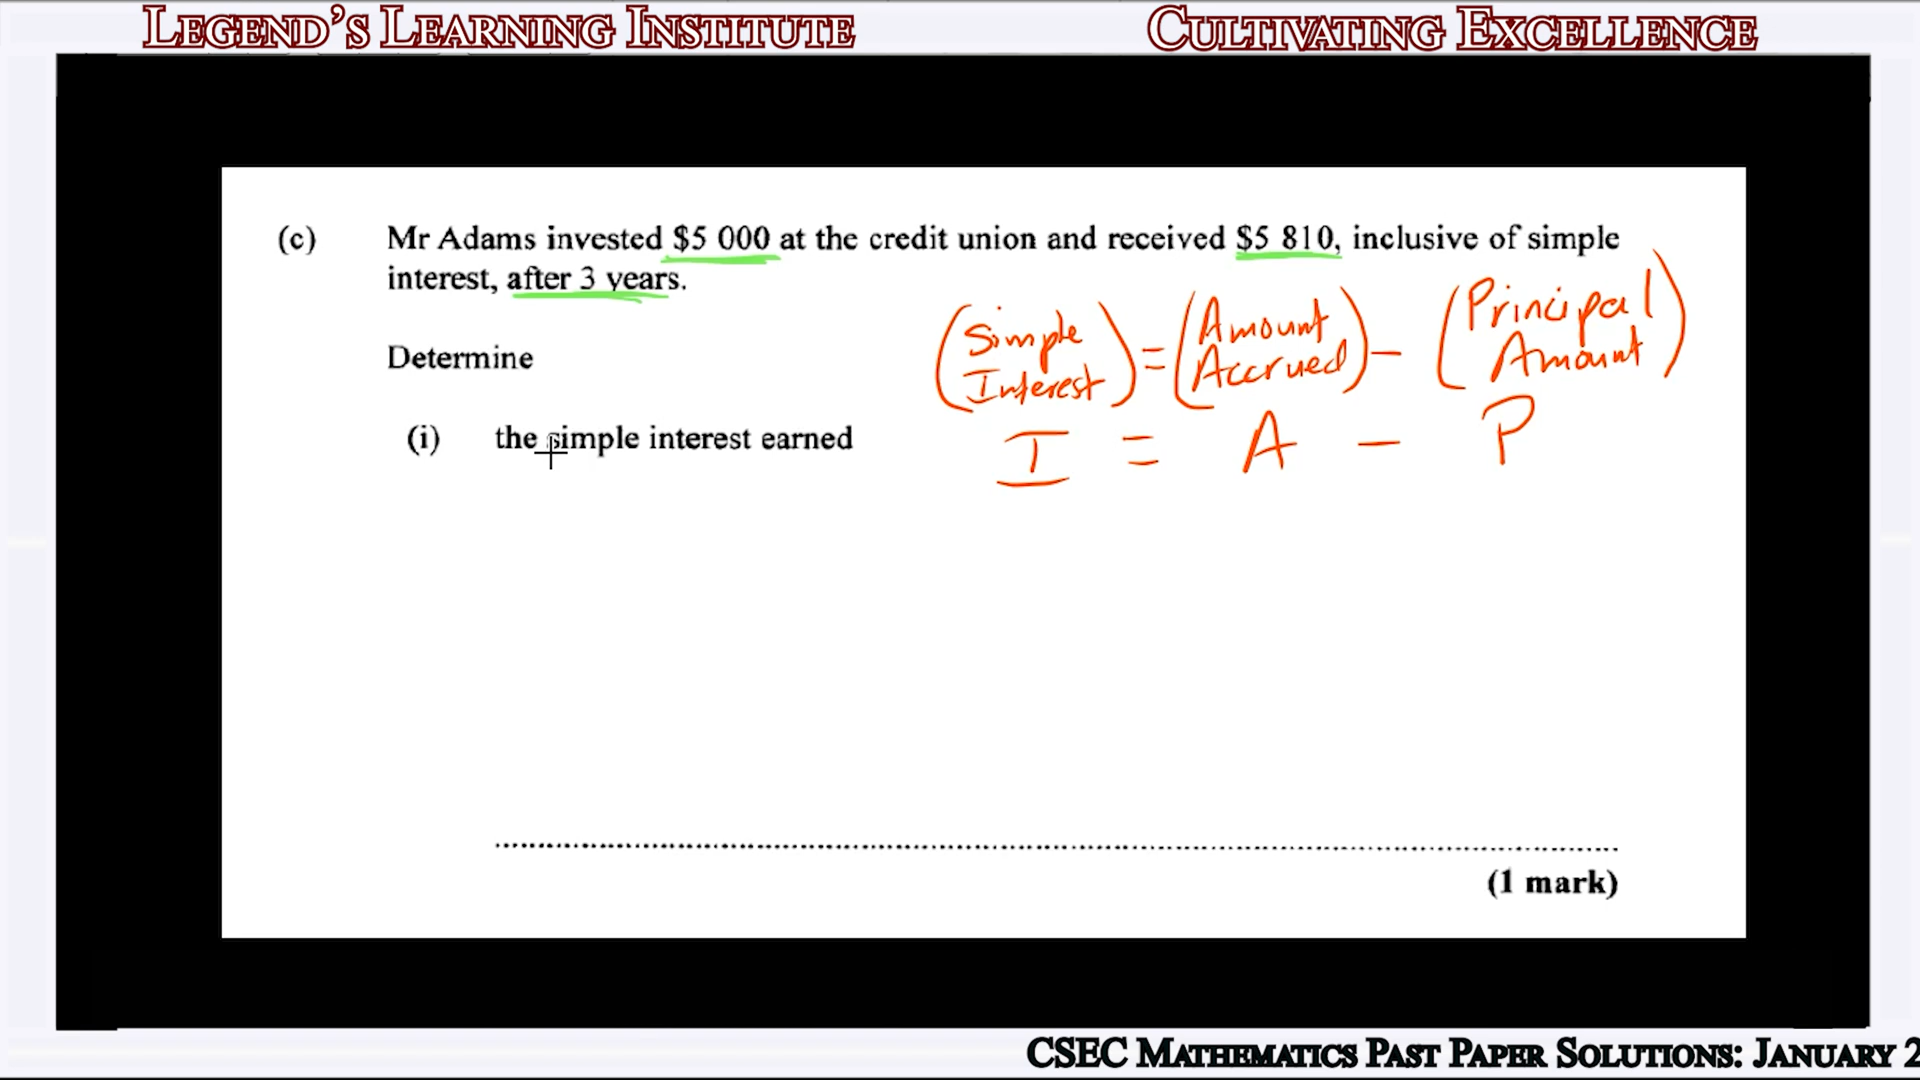 LEGEND'S LEARNING INSTITUTE CULTIVATING EXCELLENCE
(c) Mr Adams invested $5 000 at the credit union and received $5 810, inclusive of simple
interest, after 3 years.
(Simple Interest) = (Amount Accrued) - (Principal Amount)
Determine
(i) the simple interest earned
I = A - P
(1 mark)
CSEC MATHEMATICS PAST PAPER SOLUTIONS: JANUARY 2